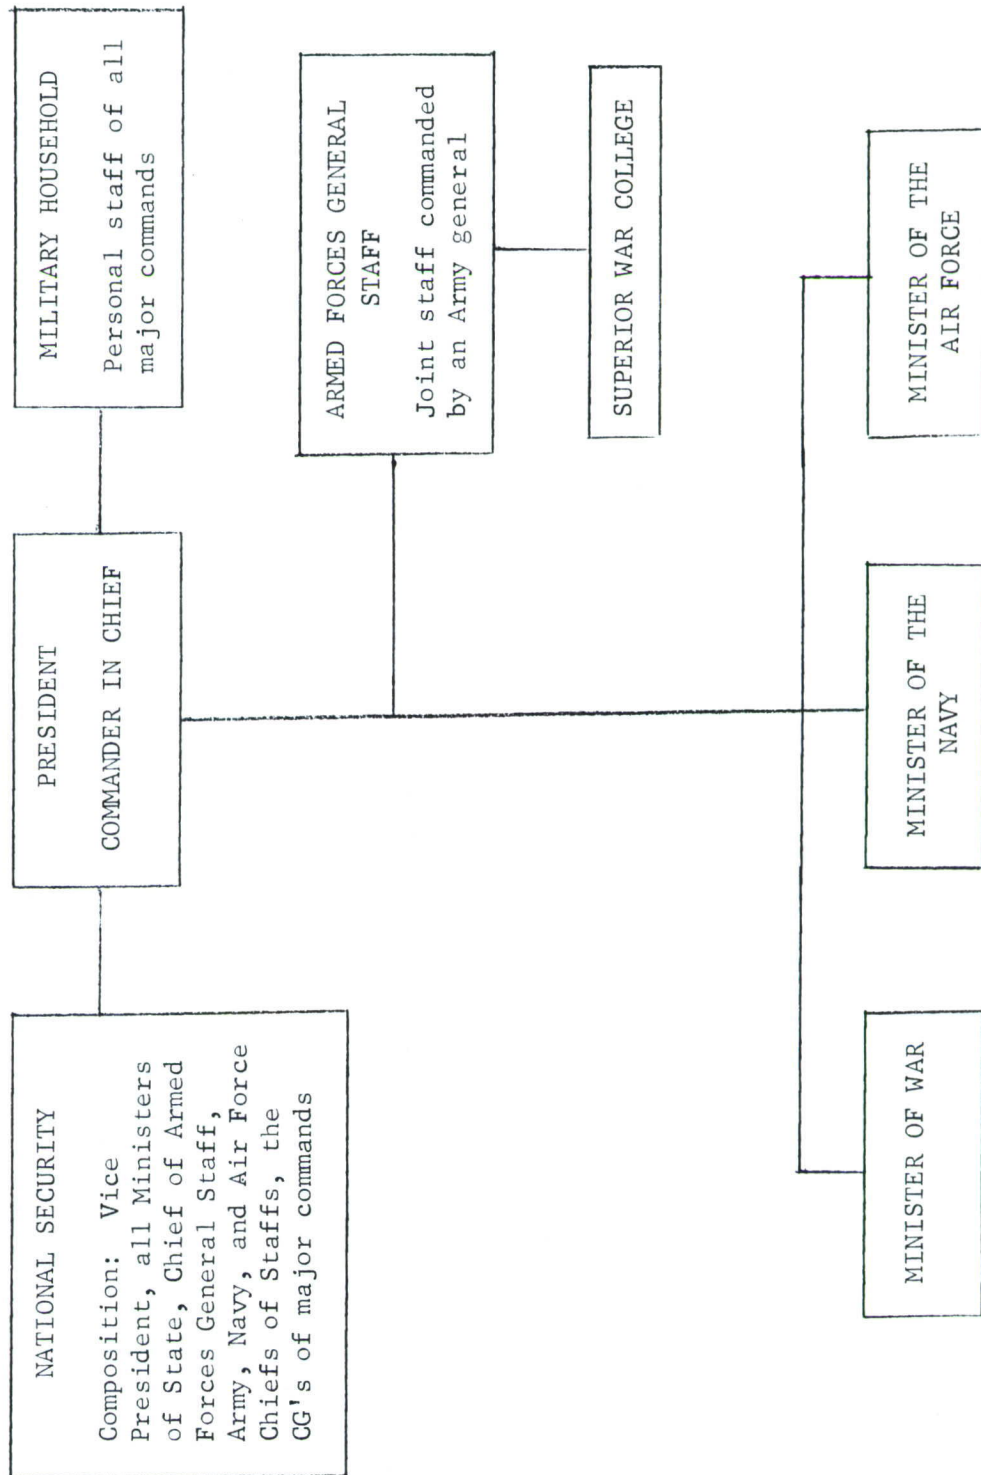 NATIONAL SECURITY
Composition: Vice
President, all Ministers
of State, Chief of Armed
Forces General Staff,
Army, Navy, and Air Force
Chiefs of Staffs, the
CG's of major commands
PRESIDENT
COMMANDER IN CHIEF
MILITARY HOUSEHOLD
Personal staff of all
major commands
ARMED FORCES GENERAL
STAFF
Joint staff commanded
by an Army general
SUPERIOR WAR COLLEGE
MINISTER OF WAR
MINISTER OF THE
NAVY
MINISTER OF THE
AIR FORCE